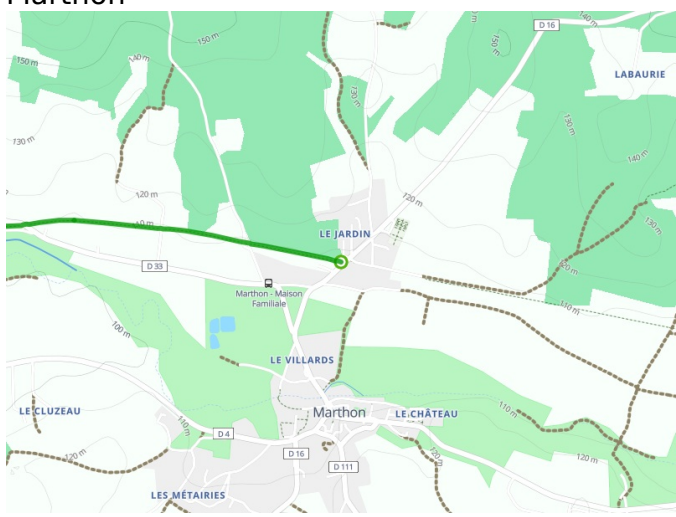 Marthon
D 16
140 m
150 m
150 m
150 m
LABAURIE
130 m
130 m
130 m
140 m
120 m
120 m
130 m
LE JARDIN
D 33
120 m
Marthon - Maison
Familiale
110 m
100 m
LE VILLARDS
LE CLUZEAU
Marthon
LE CHÂTEAU
110 m
110 m
D 4
D 16
120 m
120 m
120 m
D 111
LES MÉTAIRIES